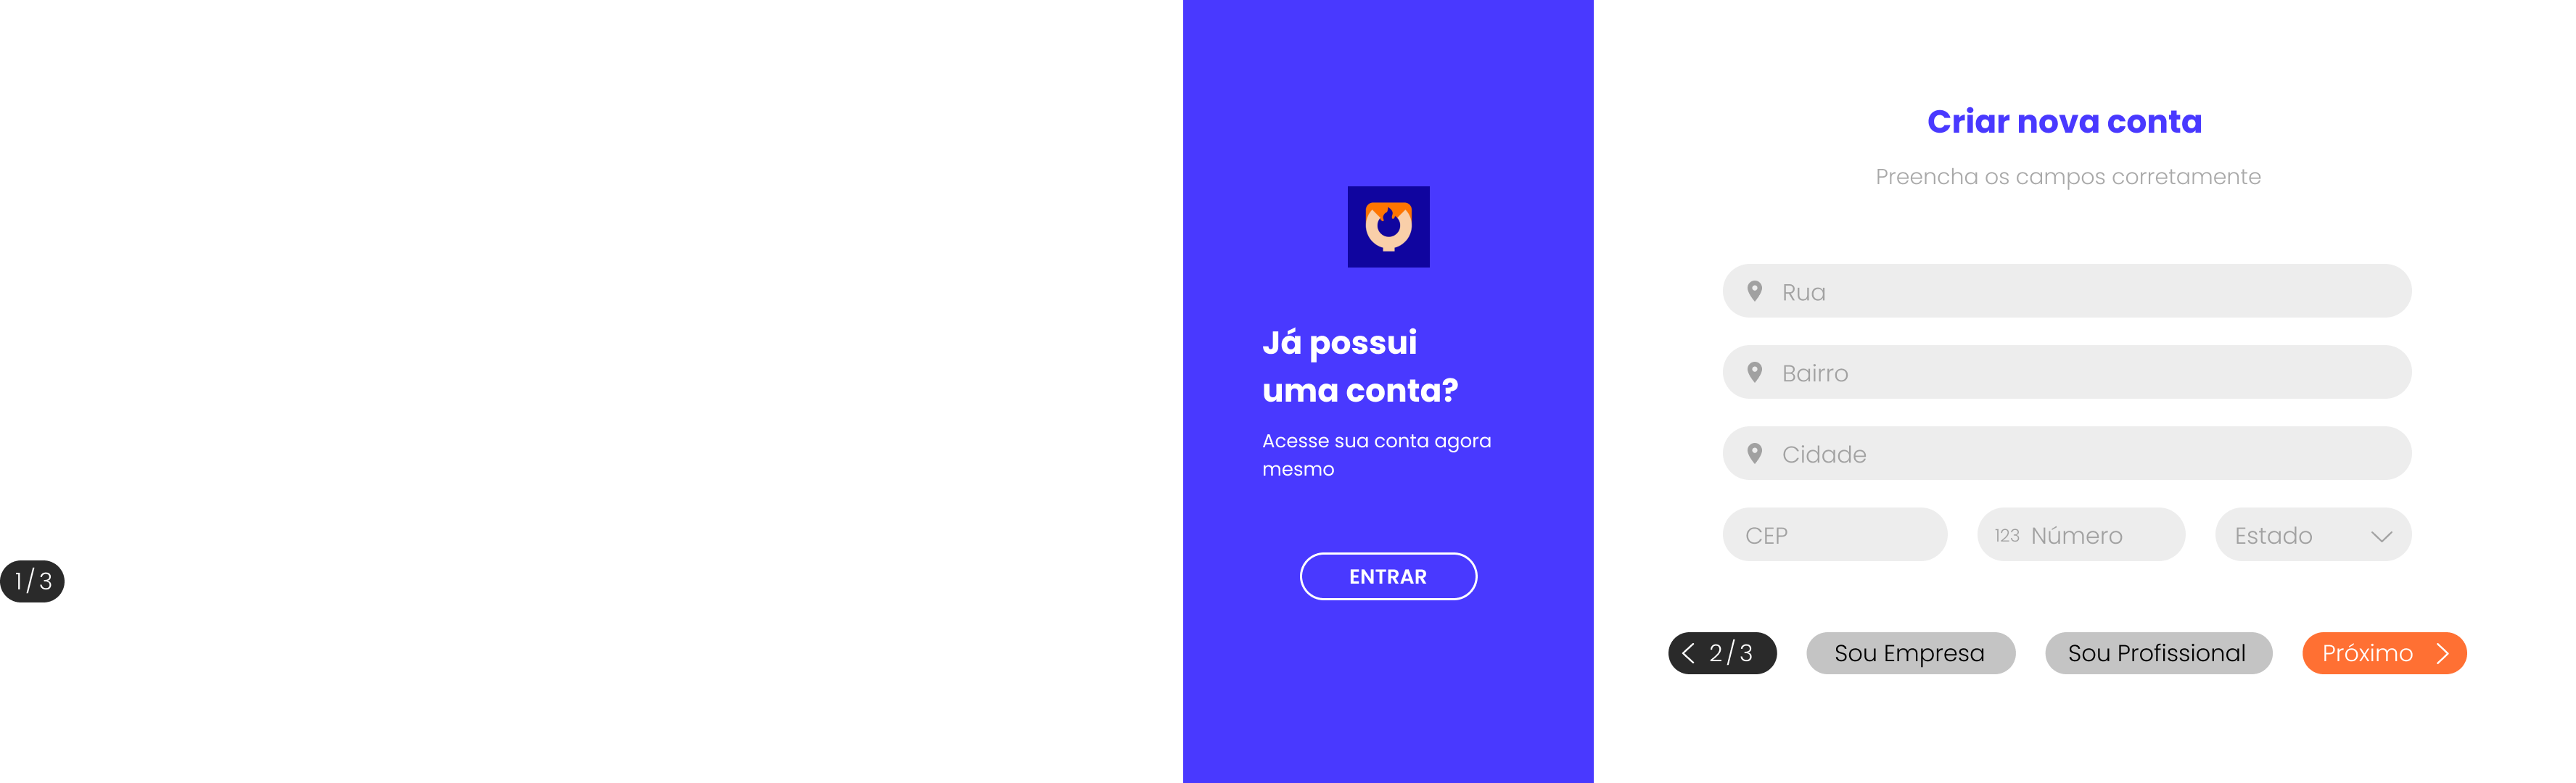 1/3
Já possui
uma conta?
Acesse sua conta agora
mesmo
ENTRAR
Criar nova conta
Preencha os campos corretamente
Rua
Bairro
Cidade
CEP
123 Número
Estado
2/3
Sou Empresa
Sou Profissional
Próximo